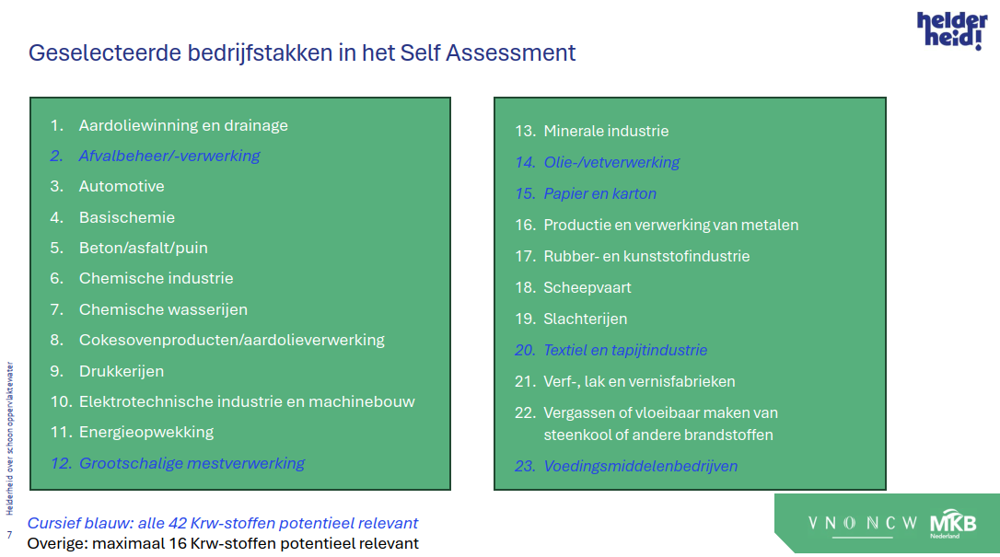 helder
heid!
Geselecteerde bedrijfstakken in het Self Assessment
1. Aardoliewinning en drainage
2. Afvalbeheer/-verwerking
3. Automotive
4. Basischemie
5. Beton/asfalt/puin
6. Chemische industrie
7. Chemische wasserijen
8. Cokesovenproducten/aardolieverwerking
9. Drukkerijen
10. Elektrotechnische industrie en machinebouw
11. Energieopwekking
12. Grootschalige mestverwerking
13. Minerale industrie
14. Olie-/vetverwerking
15. Papier en karton
16. Productie en verwerking van metalen
17. Rubber- en kunststofindustrie
18. Scheepvaart
19. Slachterijen
20. Textiel en tapijtindustrie
21. Verf-, lak en vernisfabrieken
22. Vergassen of vloeibaar maken van
steenkool of andere brandstoffen
23. Voedingsmiddelenbedrijven
Helderheid over schoon oppervlaktewater
7
Cursief blauw: alle 42 Krw-stoffen potentieel relevant
Overige: maximaal 16 Krw-stoffen potentieel relevant
VNO NCW
MKB
Nederland